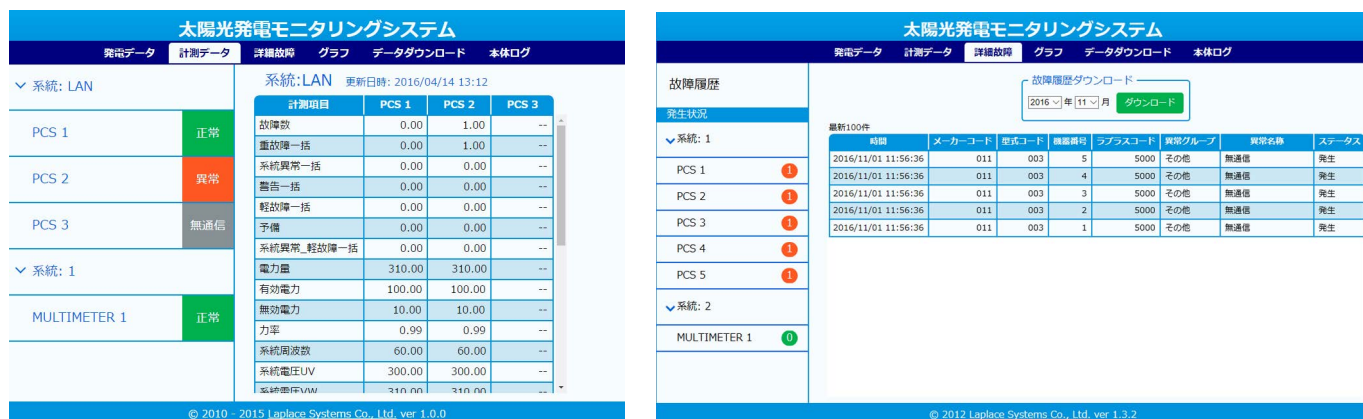 太陽光発電モニタリングシステム
発電データ 計測データ 詳細故障 グラフ データダウンロード 本体ログ
系統: LAN
PCS 1 正常
PCS 2 異常
PCS 3 無通信
系統: 1
MULTIMETER 1 正常
系統:LAN 更新日時: 2016/04/14 13:12
計測項目 PCS 1 PCS 2 PCS 3
故障数 0.00 1.00 --
重故障一括 0.00 1.00 --
系統異常一括 0.00 0.00 --
警告一括 0.00 0.00 --
軽故障一括 0.00 0.00 --
予備 0.00 0.00 --
系統異常_軽故障一括 0.00 0.00 --
電力量 310.00 310.00 --
有効電力 100.00 100.00 --
無効電力 10.00 10.00 --
力率 0.99 0.99 --
系統周波数 60.00 60.00 --
系統電圧UV 300.00 300.00 --
系統電圧VW 310.00 310.00 --
© 2010 - 2015 Laplace Systems Co., Ltd. ver 1.0.0
太陽光発電モニタリングシステム
発電データ 計測データ 詳細故障 グラフ データダウンロード 本体ログ
故障履歴
発生状況
系統: 1
PCS 1 1
PCS 2 1
PCS 3 1
PCS 4 1
PCS 5 1
系統: 2
MULTIMETER 1 0
故障履歴ダウンロード
2016 年 11 月 ダウンロード
最新100件
時間 メーカーコード 型式コード 機器番号 ラプラスコード 異常グループ 異常名称 ステータス
2016/11/01 11:56:36 011 003 5 5000 その他 無通信 発生
2016/11/01 11:56:36 011 003 4 5000 その他 無通信 発生
2016/11/01 11:56:36 011 003 3 5000 その他 無通信 発生
2016/11/01 11:56:36 011 003 2 5000 その他 無通信 発生
2016/11/01 11:56:36 011 003 1 5000 その他 無通信 発生
© 2012 Laplace Systems Co., Ltd. ver 1.3.2